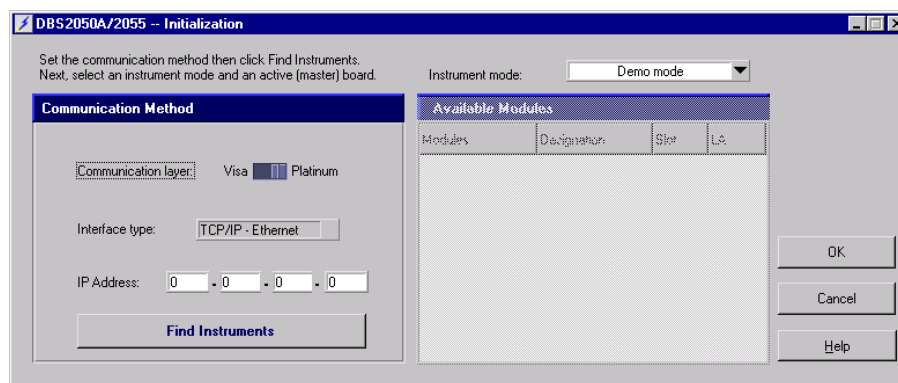 DBS2050A/2055 -- Initialization
Set the communication method then click Find Instruments.
Next, select an instrument mode and an active (master) board.
Instrument mode:
Demo mode
Communication Method
Communication layer:
Visa
Platinum
Interface type:
TCP/IP - Ethernet
IP Address:
0 . 0 . 0 . 0
Find Instruments
Available Modules
Modules
Designation
Slot
LA
OK
Cancel
Help